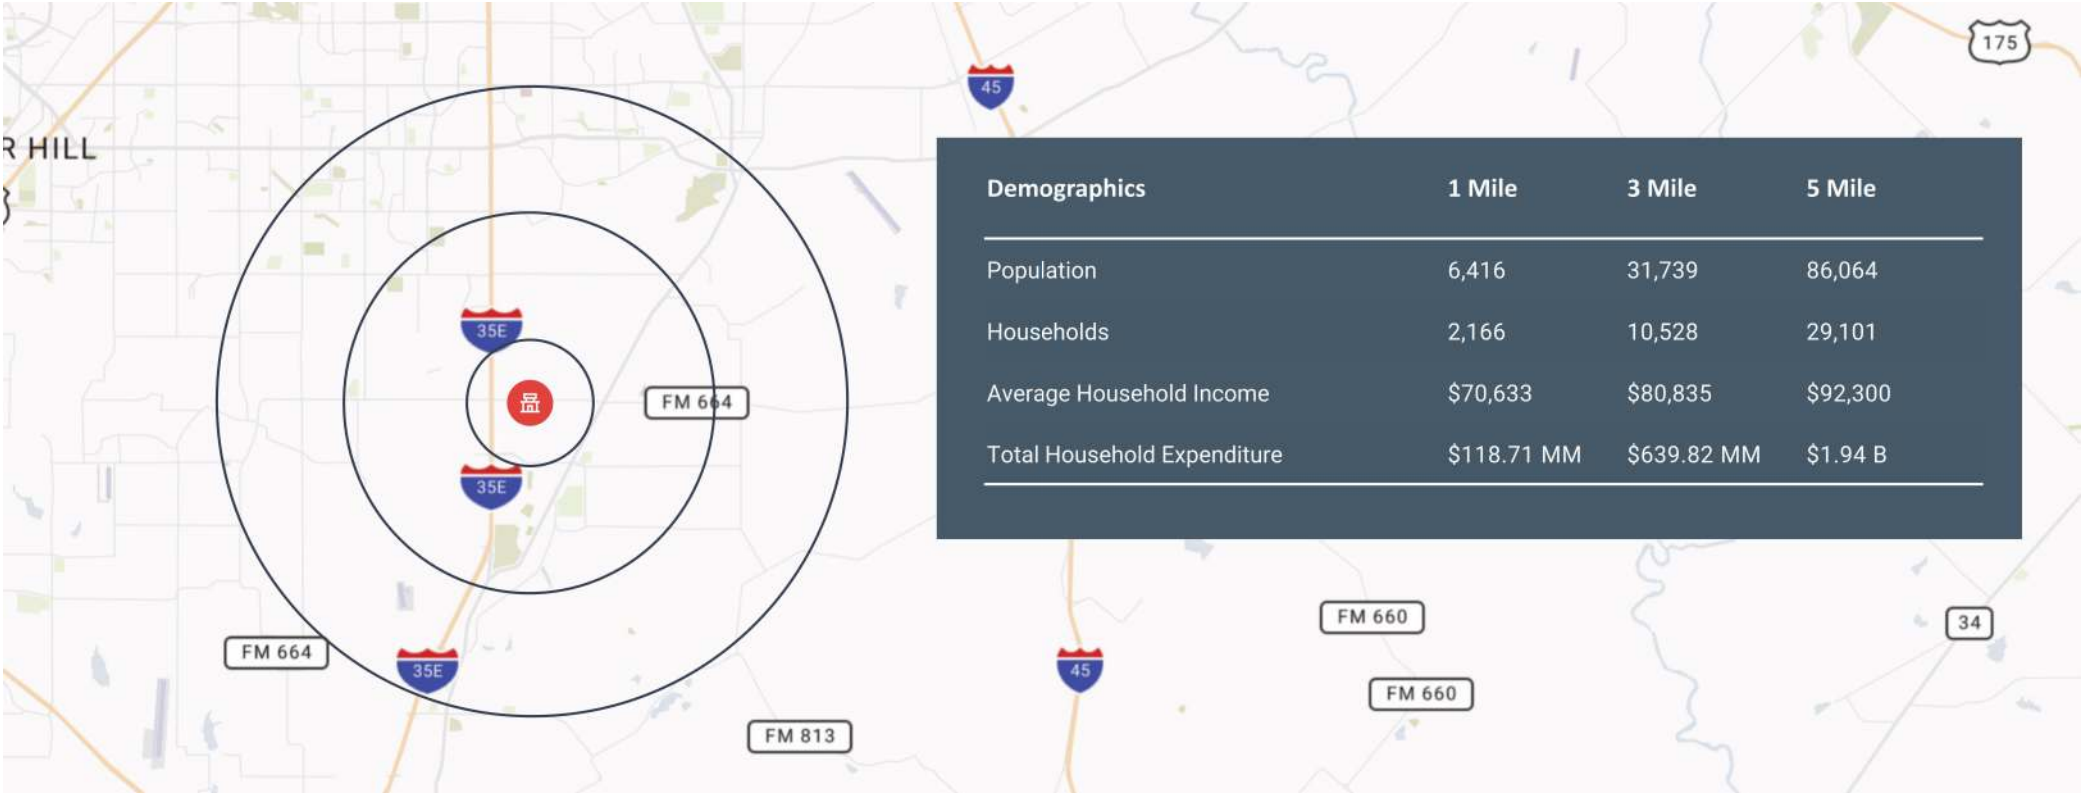 175
45
R HILL
Demographics 1 Mile 3 Mile 5 Mile
Population 6,416 31,739 86,064
Households 2,166 10,528 29,101
35E
Average Household Income $70,633 $80,835 $92,300
FM 664
Total Household Expenditure $118.71 MM $639.82 MM $1.94 B
35E
FM 660
34
FM 664
35E
45
FM 660
FM 813